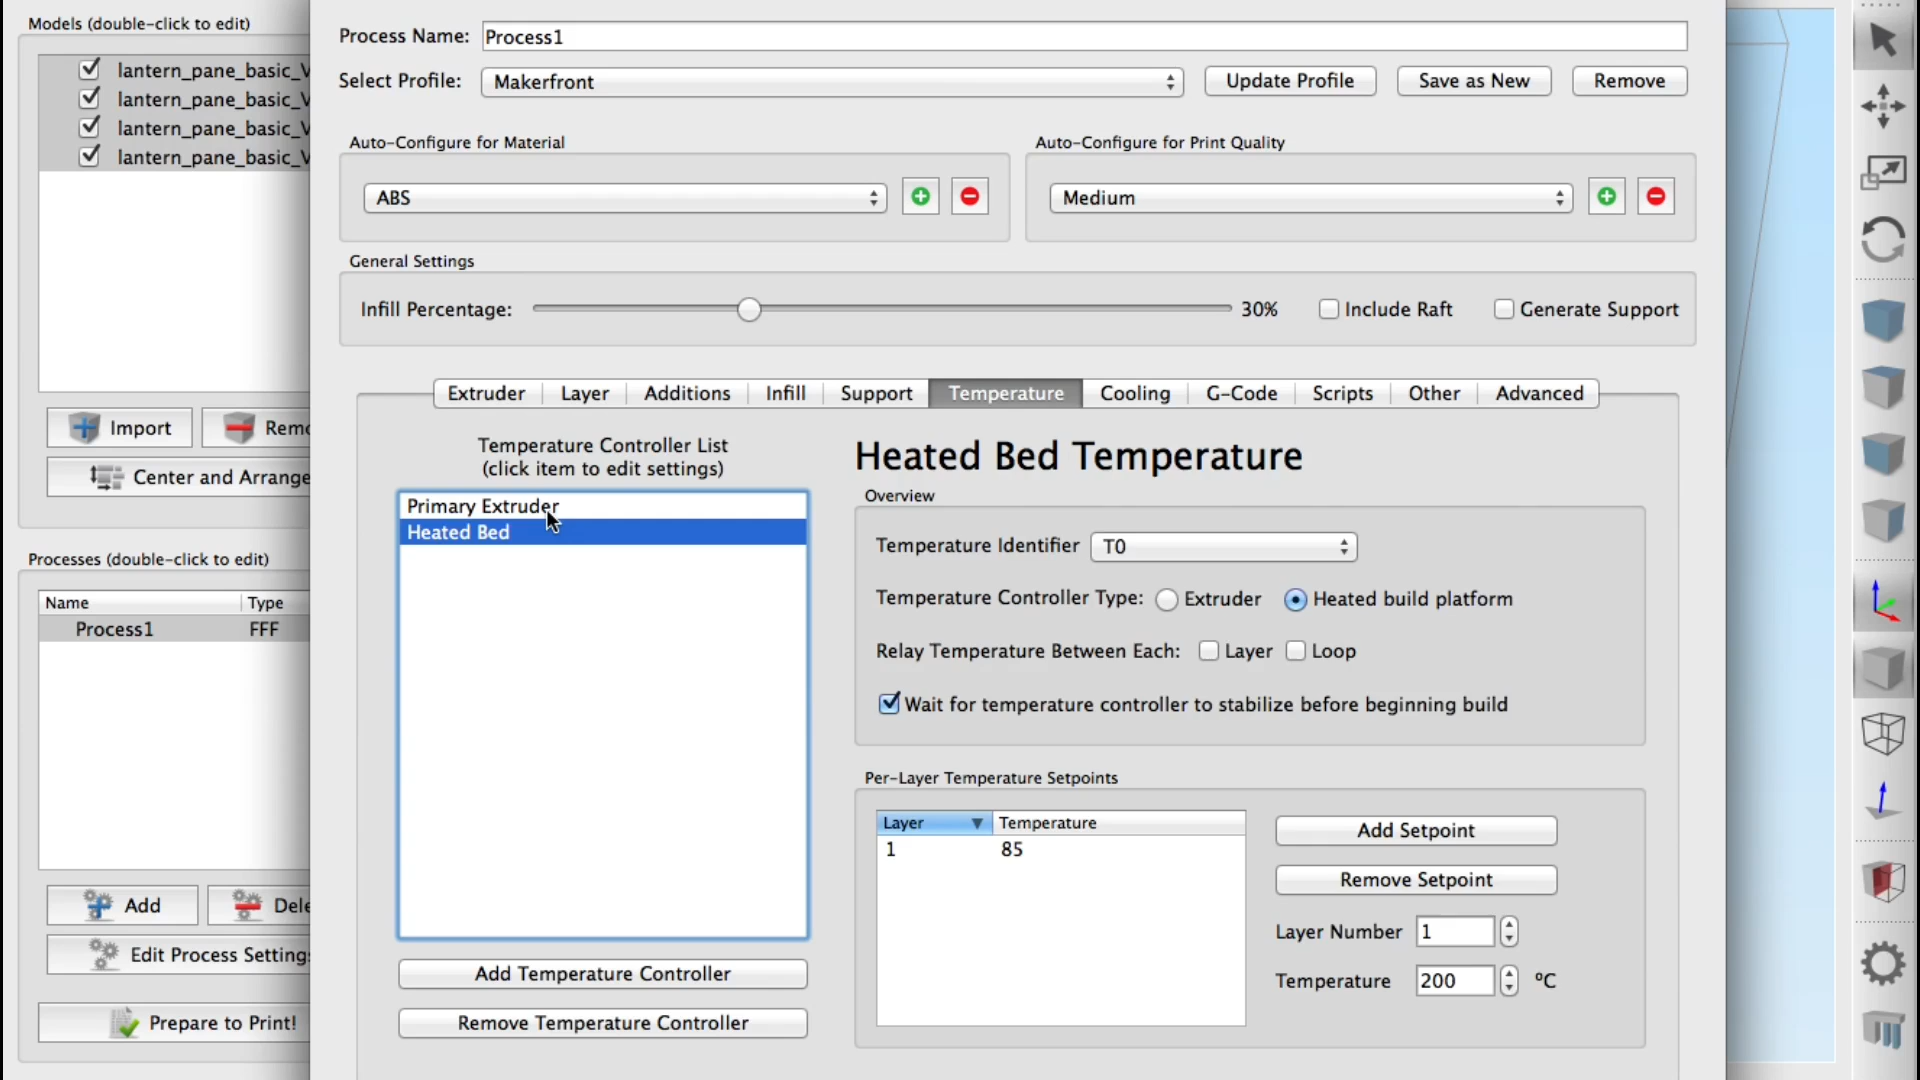 Models (double-click to edit)
lantern_pane_basic_V
lantern_pane_basic_V
lantern_pane_basic_V
lantern_pane_basic_V
Import
Remo
Center and Arrange
Processes (double-click to edit)
Name Type
Process1 FFF
Add
Dele
Edit Process Settings
Prepare to Print!
Process Name: Process1
Select Profile: Makerfront Update Profile Save as New Remove
Auto-Configure for Material
ABS
Auto-Configure for Print Quality
Medium
General Settings
Infill Percentage: 30% Include Raft Generate Support
Extruder Layer Additions Infill Support Temperature Cooling G-Code Scripts Other Advanced
Temperature Controller List
(click item to edit settings)
Primary Extruder
Heated Bed
Add Temperature Controller
Remove Temperature Controller
Heated Bed Temperature
Overview
Temperature Identifier T0
Temperature Controller Type: Extruder Heated build platform
Relay Temperature Between Each: Layer Loop
Wait for temperature controller to stabilize before beginning build
Per-Layer Temperature Setpoints
Layer Temperature
1 85
Add Setpoint
Remove Setpoint
Layer Number 1
Temperature 200 ºC